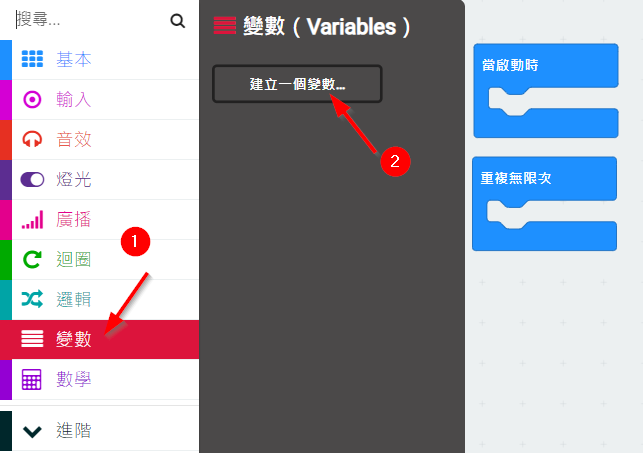 搜尋...
基本
輸入
音效
燈光
廣播
迴圈
邏輯
變數
數學
進階
1
變數 ( Variables )
建立一個變數...
2
當啟動時
重複無限次